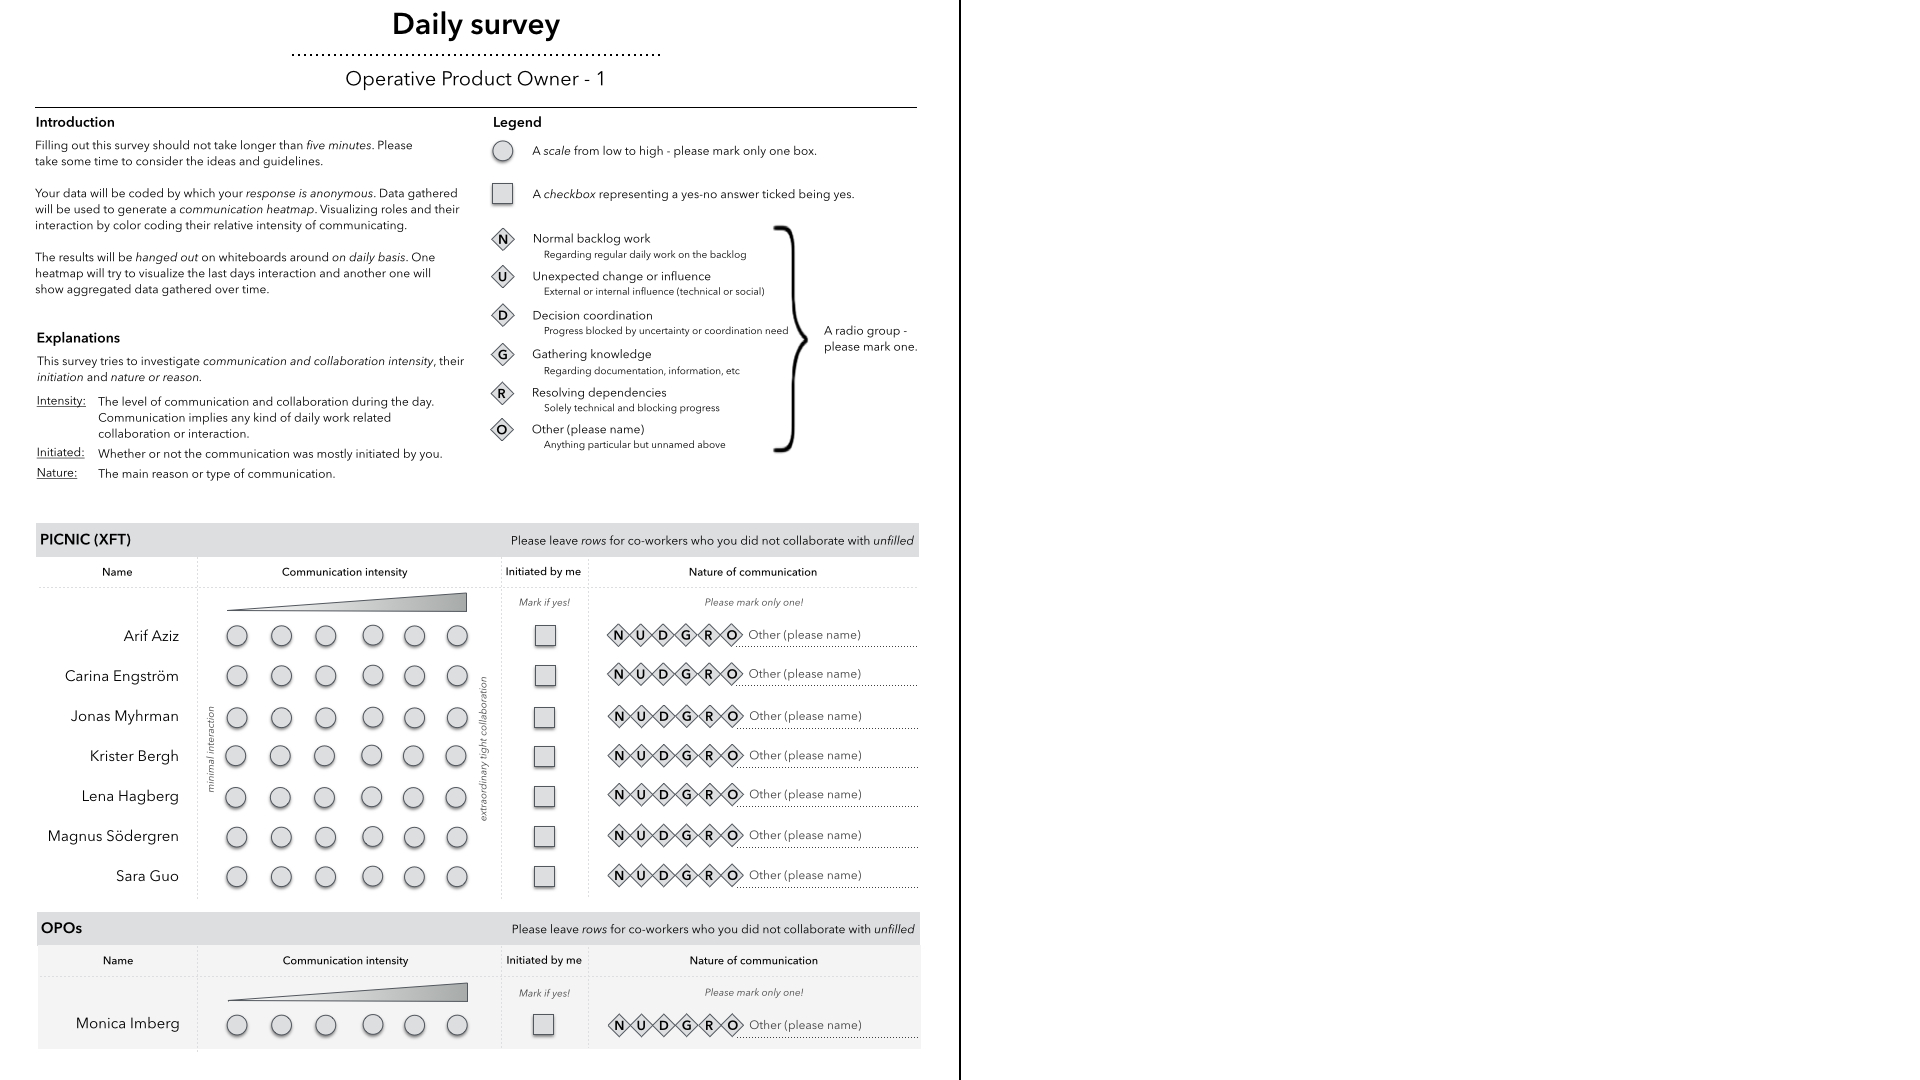 Daily survey
Operative Product Owner - 1
Introduction
Filling out this survey should not take longer than five minutes. Please
take some time to consider the ideas and guidelines.
Your data will be coded by which your response is anonymous. Data gathered
will be used to generate a communication heatmap. Visualizing roles and their
interaction by color coding their relative intensity of communicating.
The results will be hanged out on whiteboards around on daily basis. One
heatmap will try to visualize the last days interaction and another one will
show aggregated data gathered over time.
Explanations
This survey tries to investigate communication and collaboration intensity, their
initiation and nature or reason.
Intensity: The level of communication and collaboration during the day.
Communication implies any kind of daily work related
collaboration or interaction.
Initiated: Whether or not the communication was mostly initiated by you.
Nature: The main reason or type of communication.
Legend
A scale from low to high - please mark only one box.
A checkbox representing a yes-no answer ticked being yes.
N Normal backlog work
Regarding regular daily work on the backlog
U Unexpected change or influence
External or internal influence (technical or social)
D Decision coordination
Progress blocked by uncertainty or coordination need
G Gathering knowledge
Regarding documentation, information, etc
R Resolving dependencies
Solely technical and blocking progress
O Other (please name)
Anything particular but unnamed above
A radio group -
please mark one.
PICNIC (XFT) Please leave rows for co-workers who you did not collaborate with unfilled
Name Communication intensity Initiated by me Nature of communication
Mark if yes! Please mark only one!
minimal interaction
extraordinary tight collaboration
Arif Aziz N U D G R O Other (please name)
Carina Engström N U D G R O Other (please name)
Jonas Myhrman N U D G R O Other (please name)
Krister Bergh N U D G R O Other (please name)
Lena Hagberg N U D G R O Other (please name)
Magnus Södergren N U D G R O Other (please name)
Sara Guo N U D G R O Other (please name)
OPOs Please leave rows for co-workers who you did not collaborate with unfilled
Name Communication intensity Initiated by me Nature of communication
Mark if yes! Please mark only one!
Monica Imberg N U D G R O Other (please name)